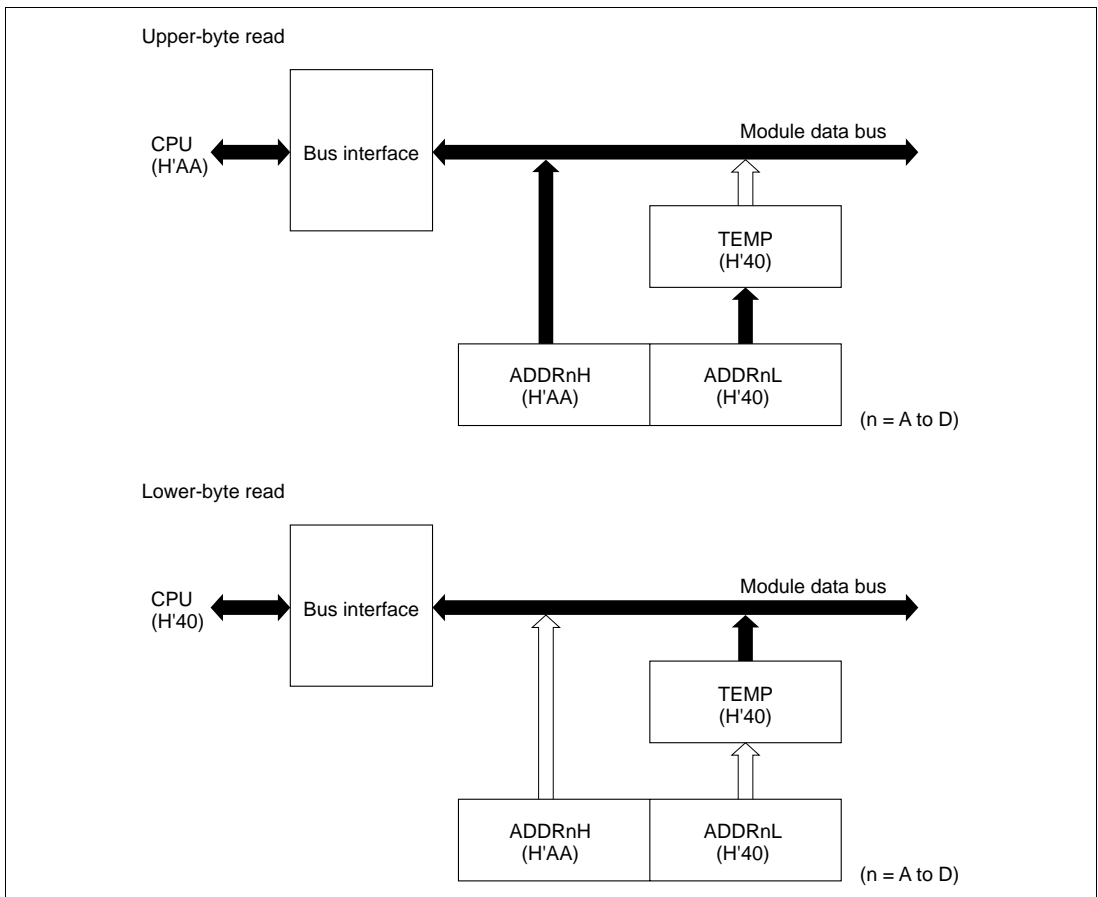 Upper-byte read
CPU
(H'AA)
Bus interface
Module data bus
TEMP
(H'40)
ADDRnH
(H'AA)
ADDRnL
(H'40)
(n = A to D)
Lower-byte read
CPU
(H'40)
Bus interface
Module data bus
TEMP
(H'40)
ADDRnH
(H'AA)
ADDRnL
(H'40)
(n = A to D)